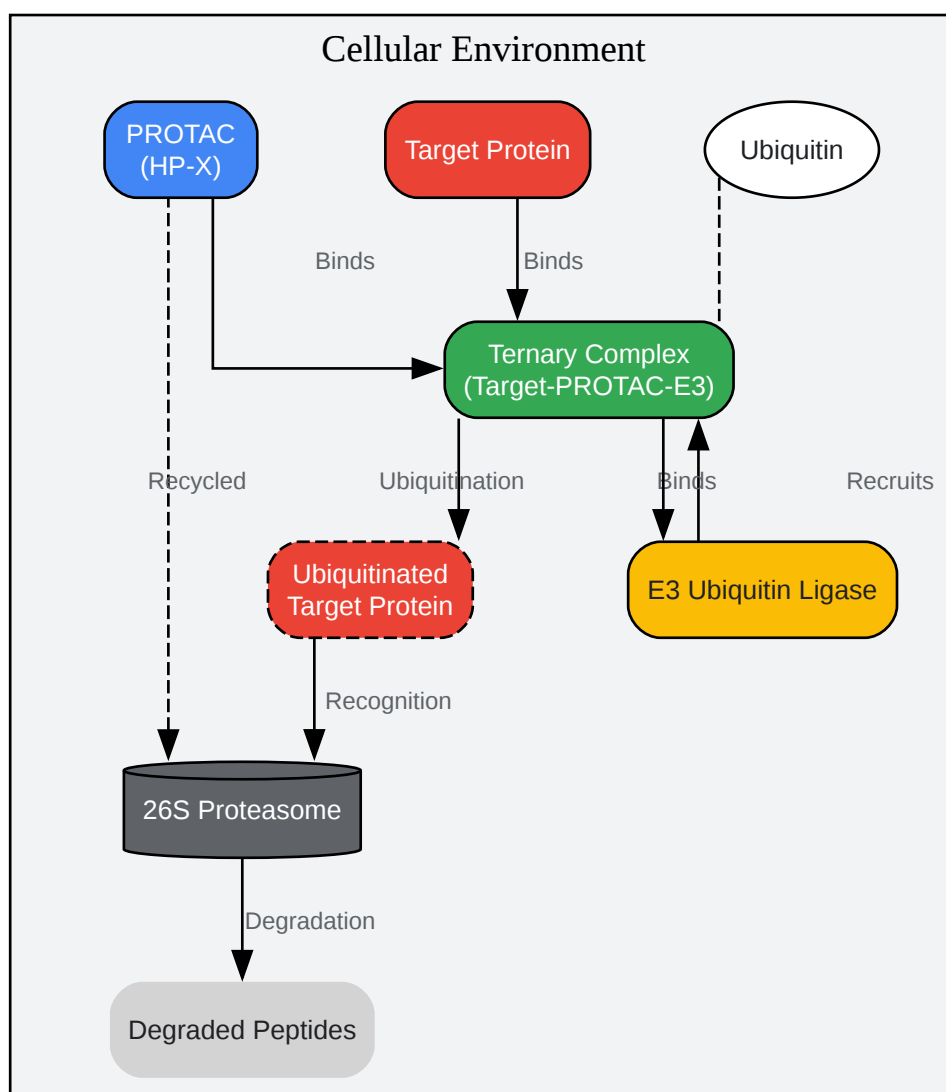 Cellular Environment
PROTAC
(HP-X)
Target Protein
Ubiquitin
Binds
Binds
Ternary Complex
(Target-PROTAC-E3)
Recycled
Ubiquitination
Binds
Recruits
Ubiquitinated
Target Protein
E3 Ubiquitin Ligase
Recognition
26S Proteasome
Degradation
Degraded Peptides